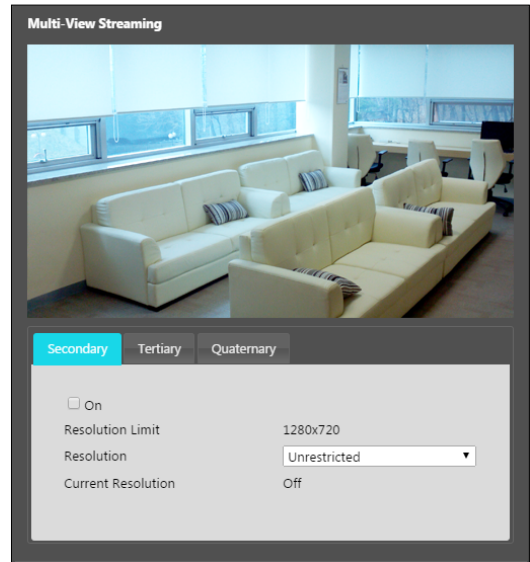 Multi-View Streaming
Secondary Tertiary Quaternary
On
Resolution Limit 1280x720
Resolution Unrestricted
Current Resolution Off